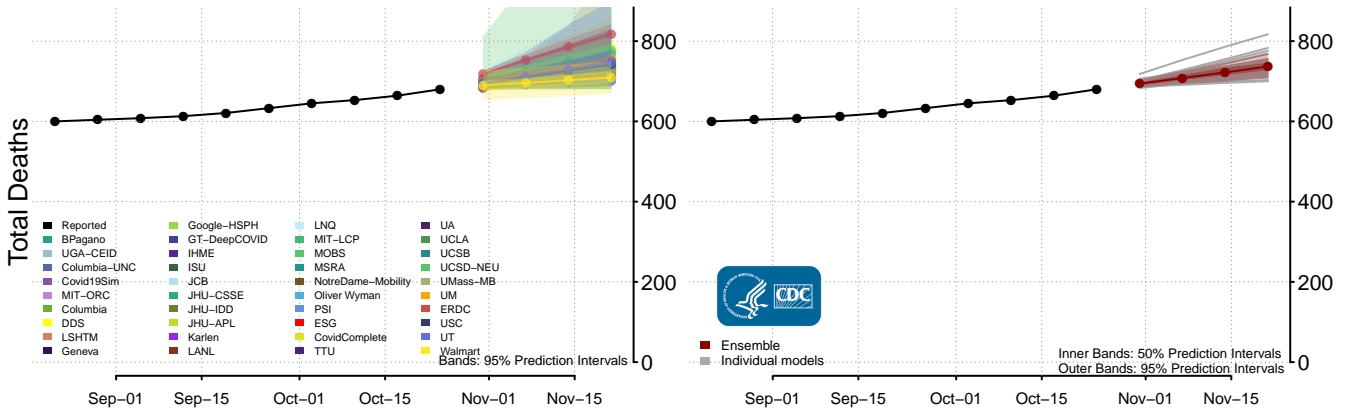 Total Deaths
800
600
400
200
0
Reported
BPagano
UGA−CEID
Columbia−UNC
Covid19Sim
MIT−ORC
Columbia
DDS
LSHTM
Geneva
Google−HSPH
GT−DeepCOVID
IHME
ISU
JCB
JHU−CSSE
JHU−IDD
JHU−APL
Karlen
LANL
LNQ
MIT−LCP
MOBS
MSRA
NotreDame−Mobility
Oliver Wyman
PSI
ESG
CovidComplete
TTU
UA
UCLA
UCSB
UCSD−NEU
UMass−MB
UM
ERDC
USC
UT
Walmart
Bands: 95% Prediction Intervals
Sep−01
Sep−15
Oct−01
Oct−15
Nov−01
Nov−15
800
600
400
200
0
CDC
Ensemble
Individual models
Inner Bands: 50% Prediction Intervals
Outer Bands: 95% Prediction Intervals
Sep−01
Sep−15
Oct−01
Oct−15
Nov−01
Nov−15